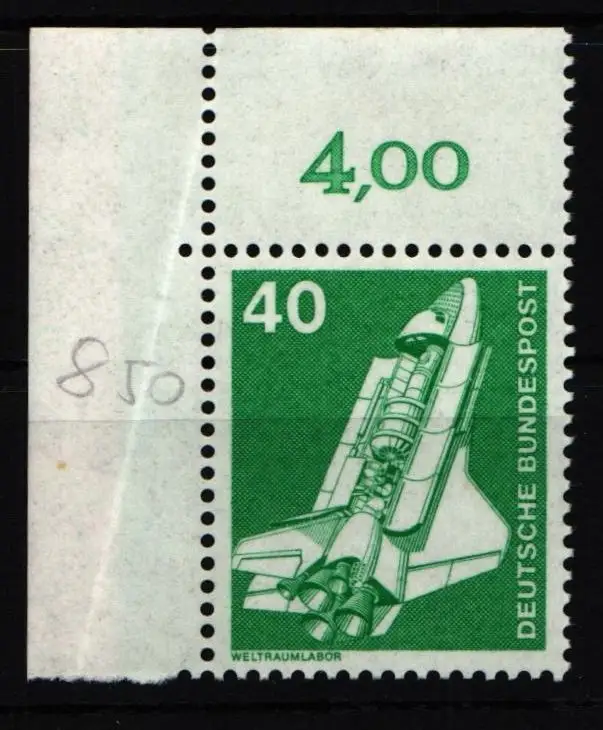 4,00
40
DEUTSCHE BUNDESPOST
850
WELTRAUMLABOR